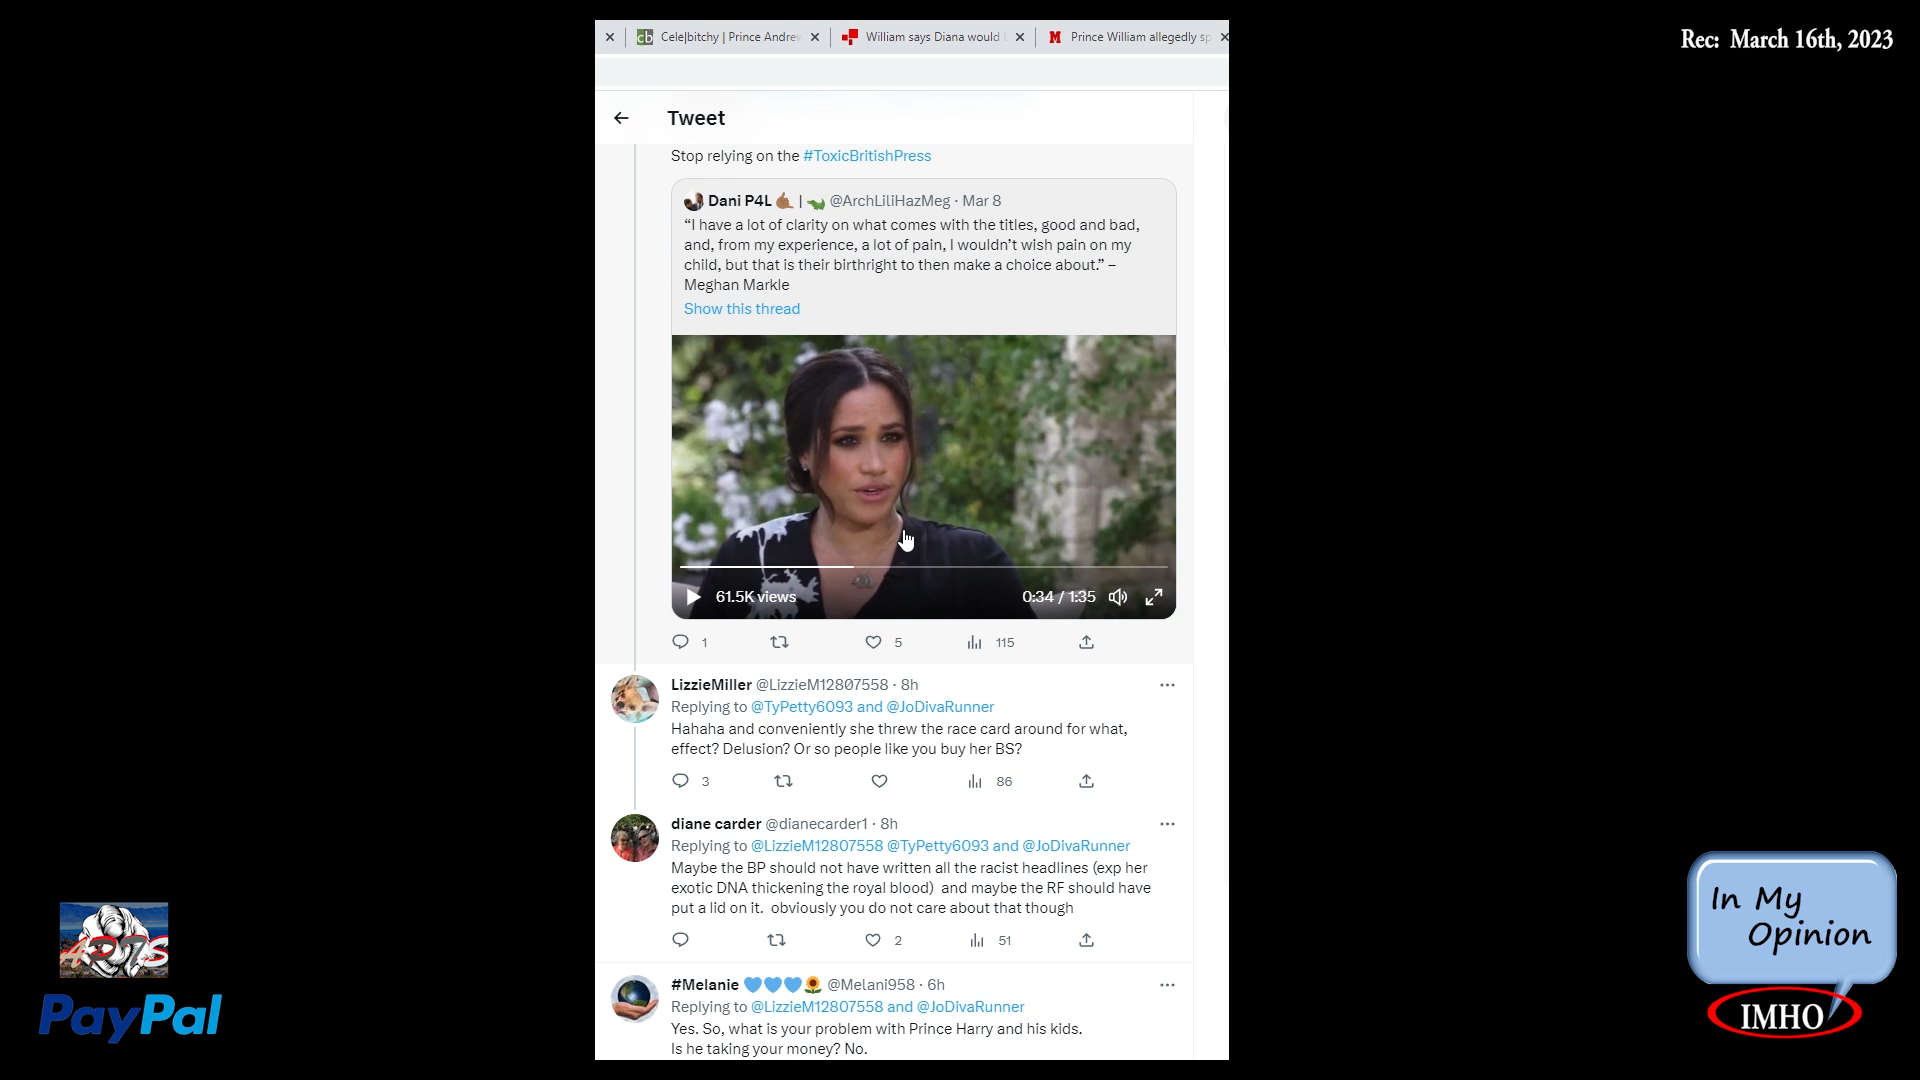 Rec: March 16th, 2023
Cele|bitchy | Prince Andrew
William says Diana would
Prince William allegedly sp
Tweet
Stop relying on the #ToxicBritishPress
Dani P4L | @ArchLiliHazMeg · Mar 8
“I have a lot of clarity on what comes with the titles, good and bad,
and, from my experience, a lot of pain, I wouldn’t wish pain on my
child, but that is their birthright to then make a choice about.” –
Meghan Markle
Show this thread
61.5K views
0:34 / 1:35
1
5
115
LizzieMiller @LizzieM12807558 · 8h
Replying to @TyPetty6093 and @JoDivaRunner
Hahaha and conveniently she threw the race card around for what,
effect? Delusion? Or so people like you buy her BS?
3
86
diane carder @dianecarder1 · 8h
Replying to @LizzieM12807558 @TyPetty6093 and @JoDivaRunner
Maybe the BP should not have written all the racist headlines (exp her
exotic DNA thickening the royal blood) and maybe the RF should have
put a lid on it. obviously you do not care about that though
2
51
#Melanie 💙💙💙🌻 @Melani958 · 6h
Replying to @LizzieM12807558 and @JoDivaRunner
Yes. So, what is your problem with Prince Harry and his kids.
Is he taking your money? No.
PayPal
In My
Opinion
IMHO